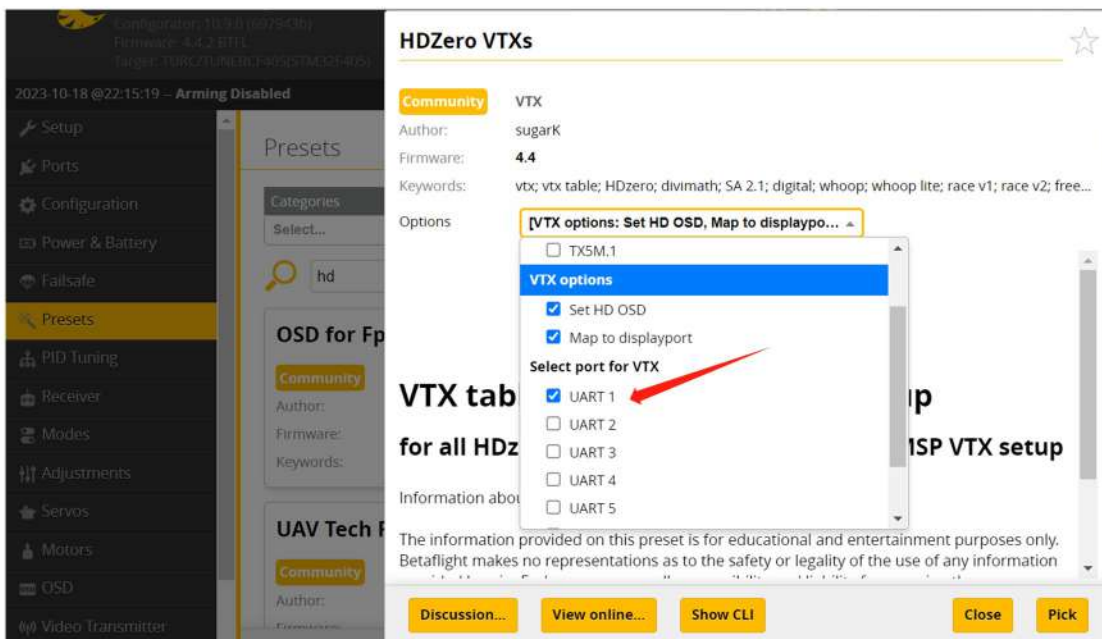 Configurator: 10.9.0 (697943b)
Firmware: 4.4.2 BTFL
Target: TURC/TUNERCF405(STM32F405)
2023-10-18 @22:15:19 – Arming Disabled
Setup
Ports
Configuration
Power & Battery
Failsafe
Presets
PID Tuning
Receiver
Modes
Adjustments
Servos
Motors
OSD
Video Transmitter
Presets
Categories
Select...
hd
OSD for Fp
Community
Author:
Firmware:
Keywords:
UAV Tech
Community
Author:
HDZero VTXs
Community VTX
Author: sugarK
Firmware: 4.4
Keywords: vtx; vtx table; HDzero; divimath; SA 2.1; digital; whoop; whoop lite; race v1; race v2; free...
Options [VTX options: Set HD OSD, Map to displaypo...
TX5M.1
VTX options
Set HD OSD
Map to displayport
Select port for VTX
UART 1
UART 2
UART 3
UART 4
UART 5
VTX tab p
for all HDz MSP VTX setup
Information abou
The information provided on this preset is for educational and entertainment purposes only.
Betaflight makes no representations as to the safety or legality of the use of any information
Discussion... View online... Show CLI Close Pick